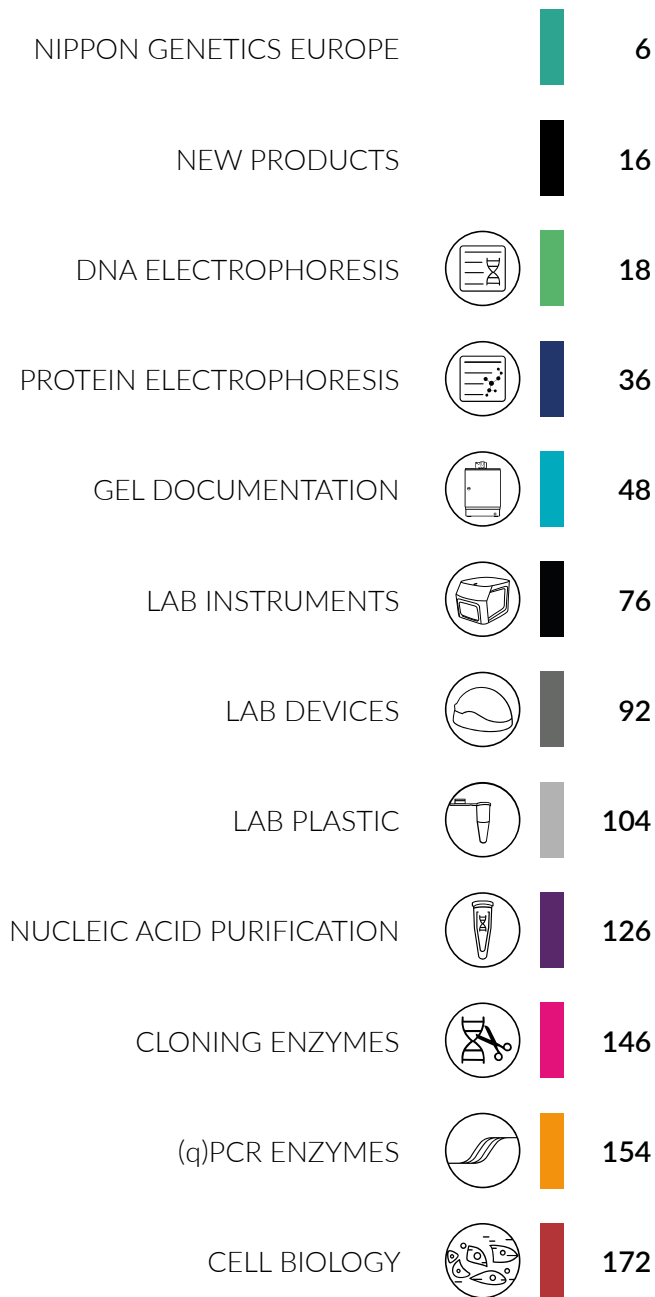 NIPPON GENETICS EUROPE 6
NEW PRODUCTS 16
DNA ELECTROPHORESIS 18
PROTEIN ELECTROPHORESIS 36
GEL DOCUMENTATION 48
LAB INSTRUMENTS 76
LAB DEVICES 92
LAB PLASTIC 104
NUCLEIC ACID PURIFICATION 126
CLONING ENZYMES 146
(q)PCR ENZYMES 154
CELL BIOLOGY 172